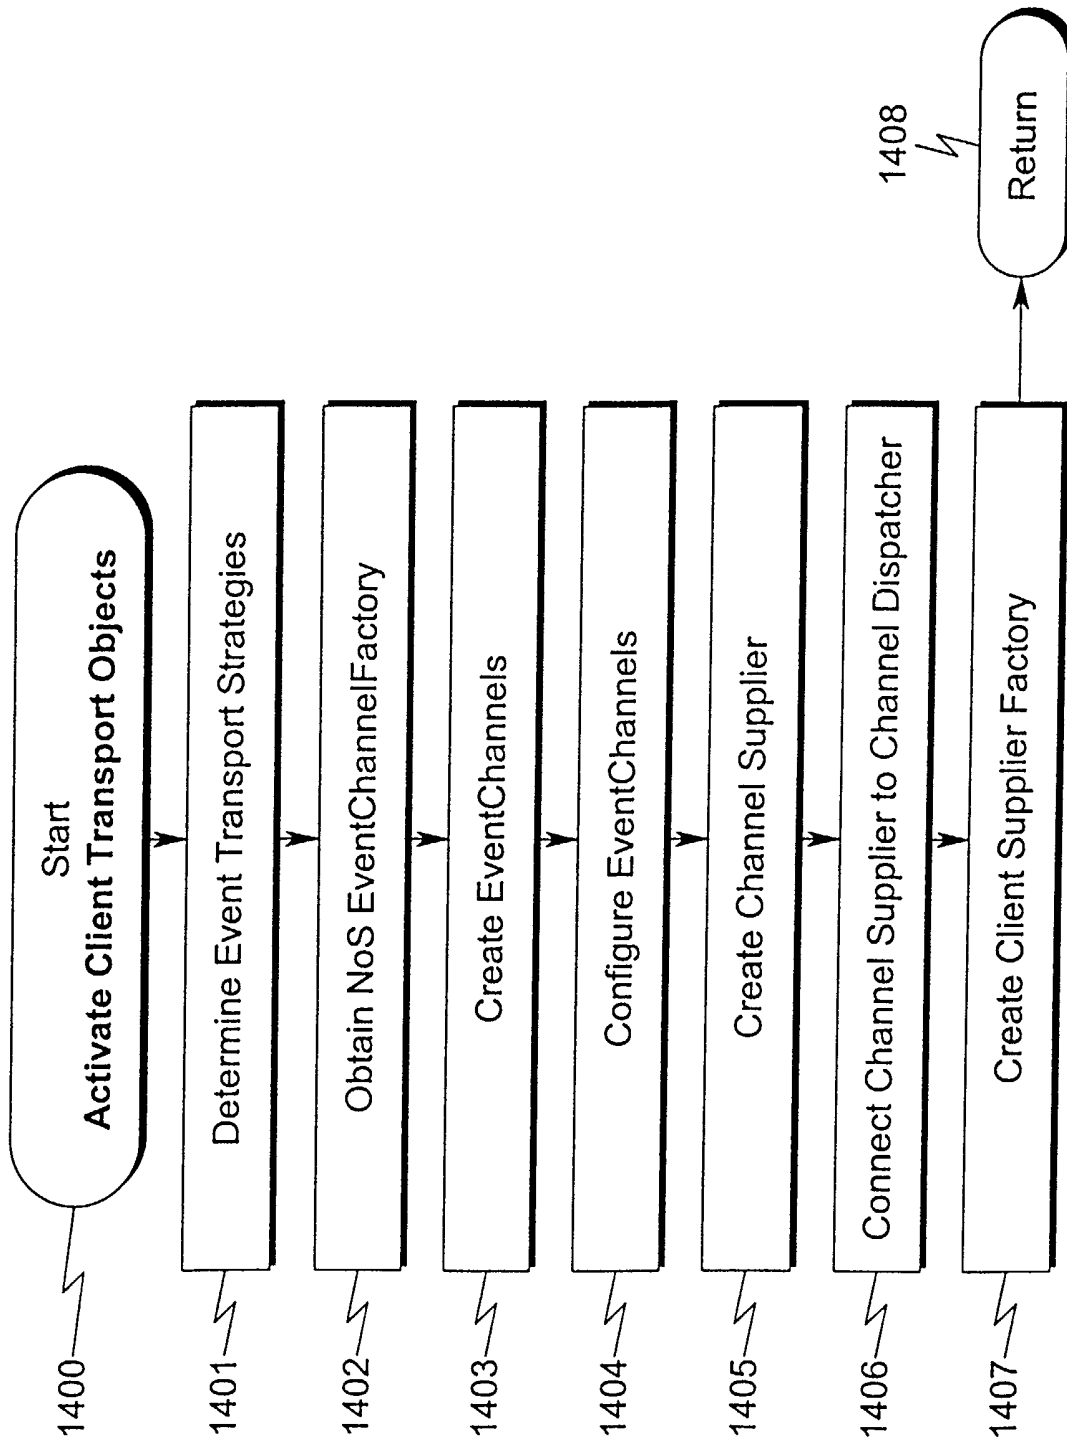 1400
Start
Activate Client Transport Objects
1401
Determine Event Transport Strategies
1402
Obtain NoS EventChannelFactory
1403
Create EventChannels
1404
Configure EventChannels
1405
Create Channel Supplier
1406
Connect Channel Supplier to Channel Dispatcher
1407
Create Client Supplier Factory
1408
Return